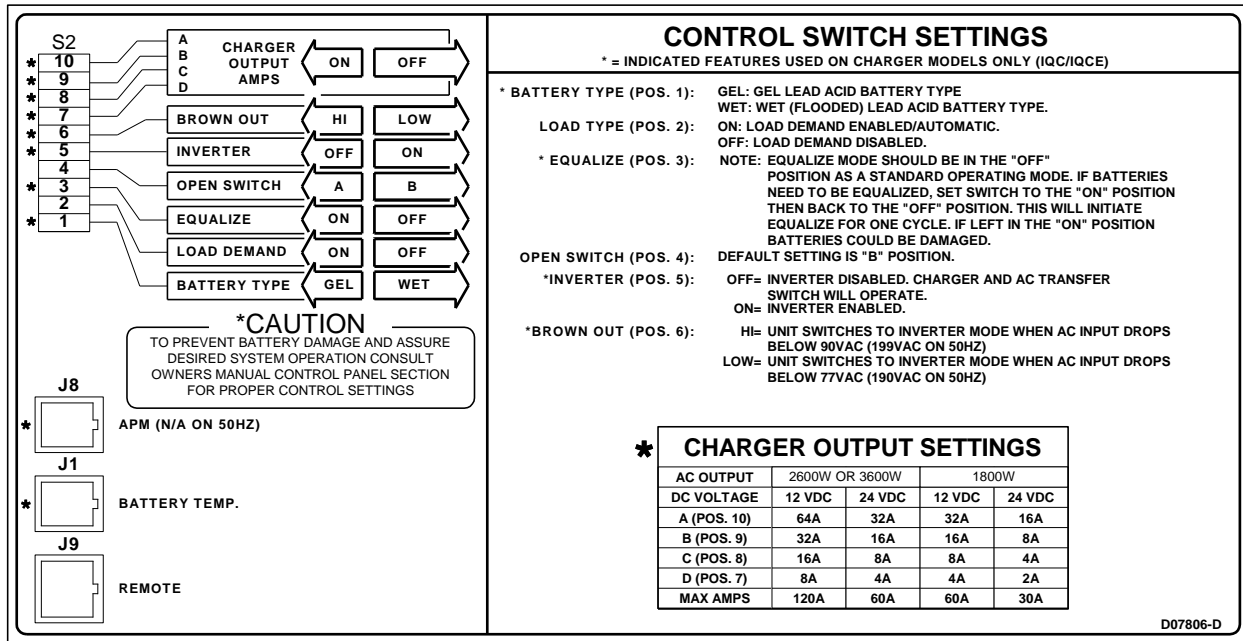 S2
* 10
* 9
* 8
* 7
* 6
* 5
4
* 3
2
* 1
A
B
C
D
CHARGER
OUTPUT
AMPS
ON OFF
BROWN OUT HI LOW
INVERTER OFF ON
OPEN SWITCH A B
EQUALIZE ON OFF
LOAD DEMAND ON OFF
BATTERY TYPE GEL WET
*CAUTION
TO PREVENT BATTERY DAMAGE AND ASSURE
DESIRED SYSTEM OPERATION CONSULT
OWNERS MANUAL CONTROL PANEL SECTION
FOR PROPER CONTROL SETTINGS
J8
* APM (N/A ON 50HZ)
J1
* BATTERY TEMP.
J9
REMOTE
CONTROL SWITCH SETTINGS
* = INDICATED FEATURES USED ON CHARGER MODELS ONLY (IQC/IQCE)
* BATTERY TYPE (POS. 1): GEL: GEL LEAD ACID BATTERY TYPE
WET: WET (FLOODED) LEAD ACID BATTERY TYPE.
LOAD TYPE (POS. 2): ON: LOAD DEMAND ENABLED/AUTOMATIC.
OFF: LOAD DEMAND DISABLED.
* EQUALIZE (POS. 3): NOTE: EQUALIZE MODE SHOULD BE IN THE "OFF"
POSITION AS A STANDARD OPERATING MODE. IF BATTERIES
NEED TO BE EQUALIZED, SET SWITCH TO THE "ON" POSITION
THEN BACK TO THE "OFF" POSITION. THIS WILL INITIATE
EQUALIZE FOR ONE CYCLE. IF LEFT IN THE "ON" POSITION
BATTERIES COULD BE DAMAGED.
OPEN SWITCH (POS. 4): DEFAULT SETTING IS "B" POSITION.
*INVERTER (POS. 5): OFF= INVERTER DISABLED. CHARGER AND AC TRANSFER
SWITCH WILL OPERATE.
ON= INVERTER ENABLED.
*BROWN OUT (POS. 6): HI= UNIT SWITCHES TO INVERTER MODE WHEN AC INPUT DROPS
BELOW 90VAC (199VAC ON 50HZ)
LOW= UNIT SWITCHES TO INVERTER MODE WHEN AC INPUT DROPS
BELOW 77VAC (190VAC ON 50HZ)
* CHARGER OUTPUT SETTINGS
AC OUTPUT 2600W OR 3600W 1800W
DC VOLTAGE 12 VDC 24 VDC 12 VDC 24 VDC
A (POS. 10) 64A 32A 32A 16A
B (POS. 9) 32A 16A 16A 8A
C (POS. 8) 16A 8A 8A 4A
D (POS. 7) 8A 4A 4A 2A
MAX AMPS 120A 60A 60A 30A
D07806-D